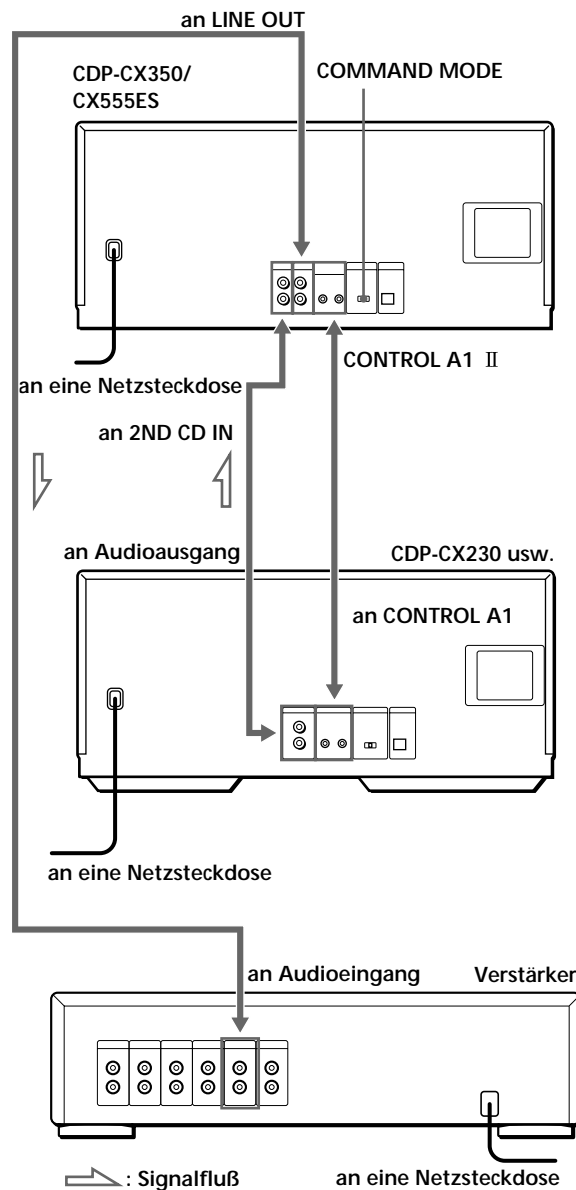 an LINE OUT
CDP-CX350/
CX555ES
COMMAND MODE
CONTROL A1 Ⅱ
an eine Netzsteckdose
an 2ND CD IN
an Audioausgang
CDP-CX230 usw.
an CONTROL A1
an eine Netzsteckdose
an Audioeingang
Verstärker
: Signalfluß
an eine Netzsteckdose